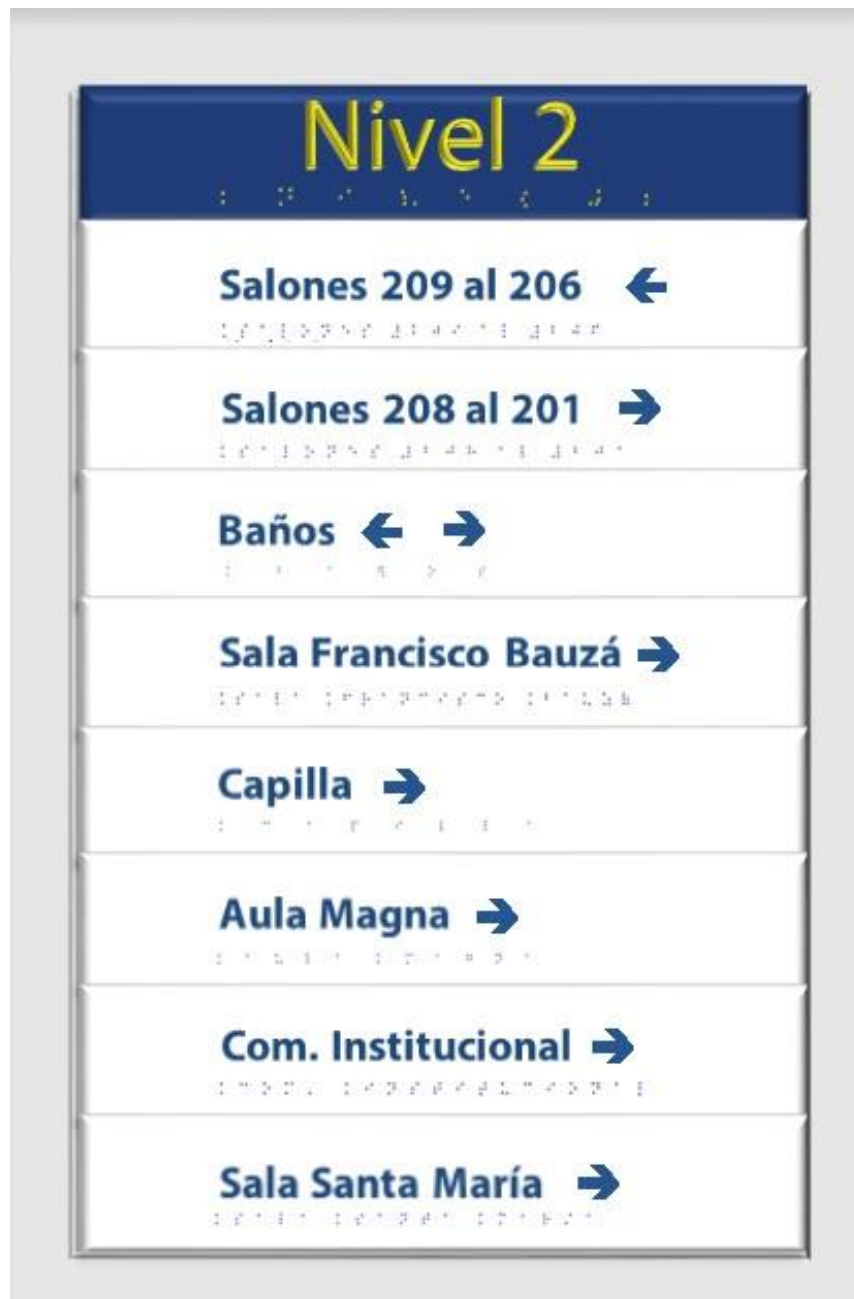 Nivel 2
Salones 209 al 206 ←
Salones 208 al 201 →
Baños ← →
Sala Francisco Bauzá →
Capilla →
Aula Magna →
Com. Institucional →
Sala Santa María →